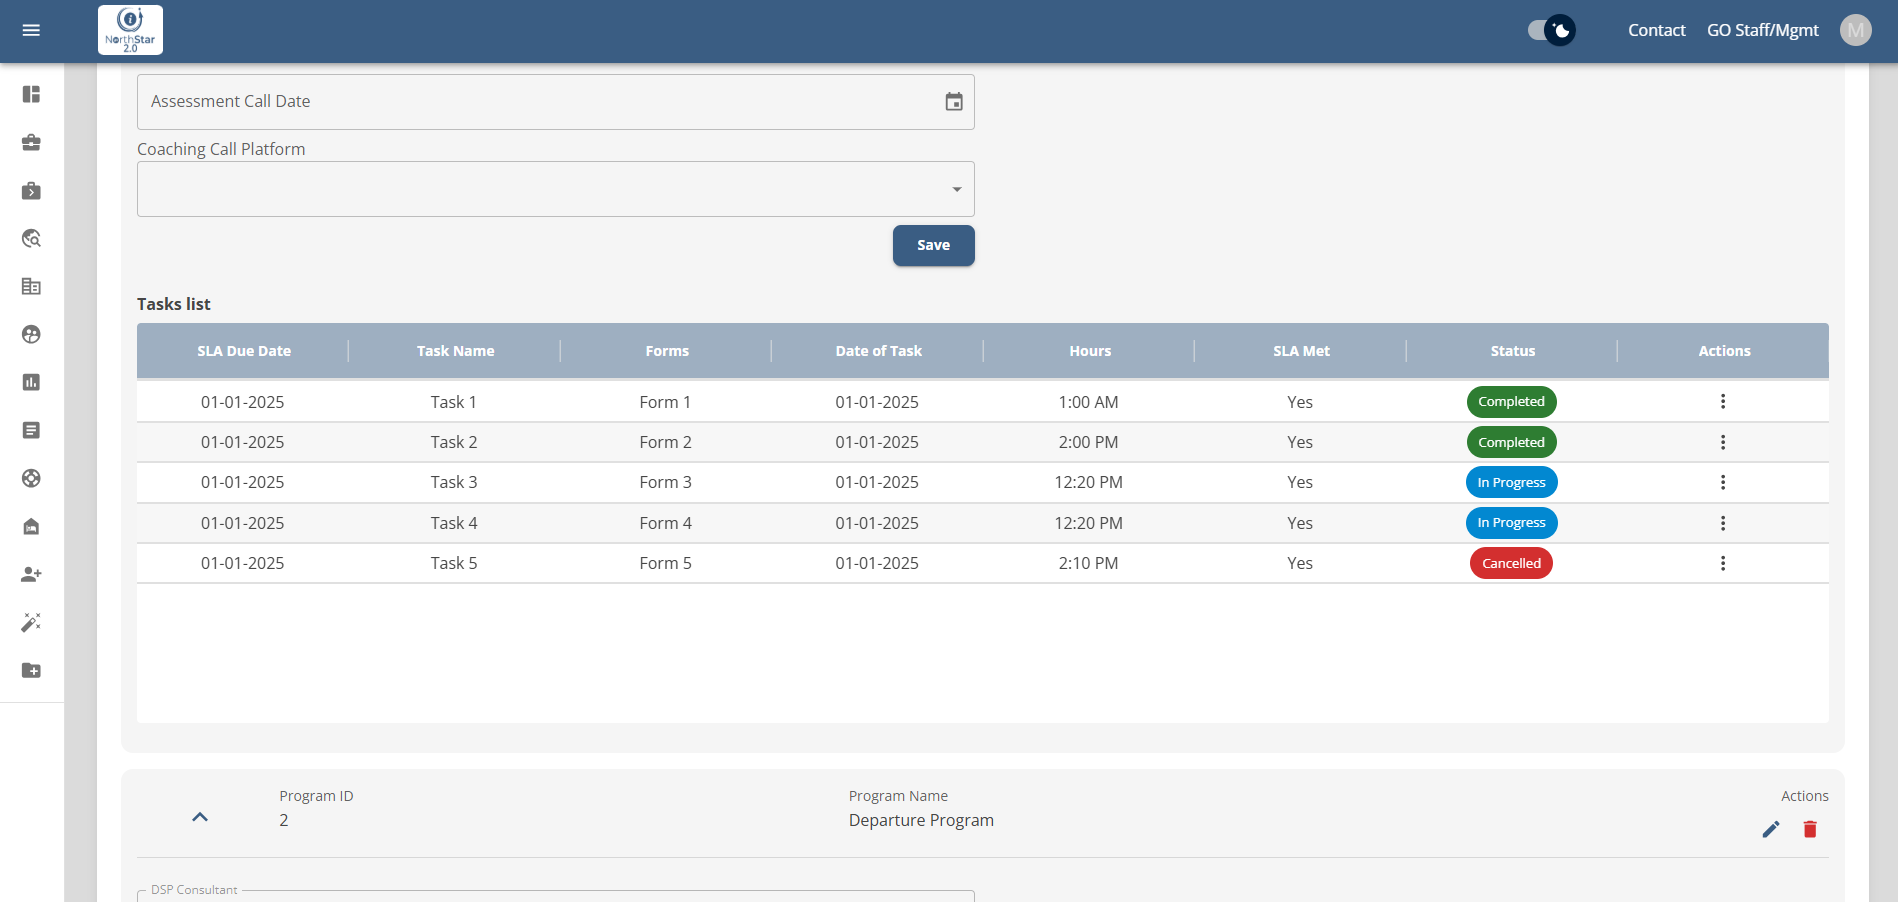 NorthStar
2.0
Contact GO Staff/Mgmt M
Assessment Call Date
Coaching Call Platform
Save
Tasks list
SLA Due Date Task Name Forms Date of Task Hours SLA Met Status Actions
01-01-2025 Task 1 Form 1 01-01-2025 1:00 AM Yes Completed
01-01-2025 Task 2 Form 2 01-01-2025 2:00 PM Yes Completed
01-01-2025 Task 3 Form 3 01-01-2025 12:20 PM Yes In Progress
01-01-2025 Task 4 Form 4 01-01-2025 12:20 PM Yes In Progress
01-01-2025 Task 5 Form 5 01-01-2025 2:10 PM Yes Cancelled
Program ID Program Name Actions
2 Departure Program
DSP Consultant